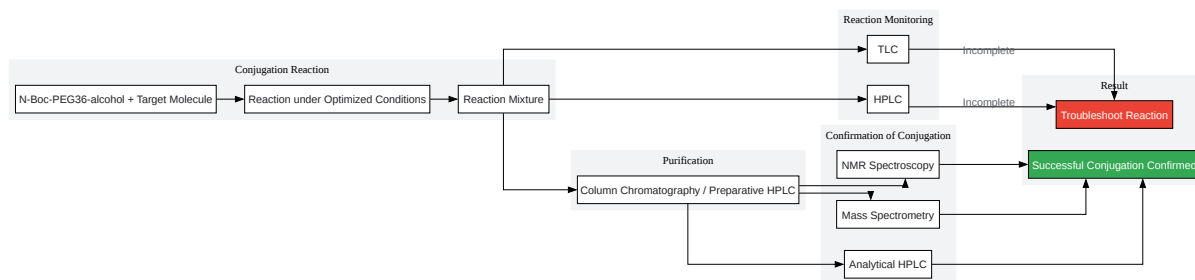 Reaction Monitoring
TLC
Incomplete
Conjugation Reaction
N-Boc-PEG36-alcohol + Target Molecule
Reaction under Optimized Conditions
Reaction Mixture
HPLC
Incomplete
Result
Troubleshoot Reaction
Confirmation of Conjugation
Purification
NMR Spectroscopy
Successful Conjugation Confirmed
Column Chromatography / Preparative HPLC
Mass Spectrometry
Analytical HPLC